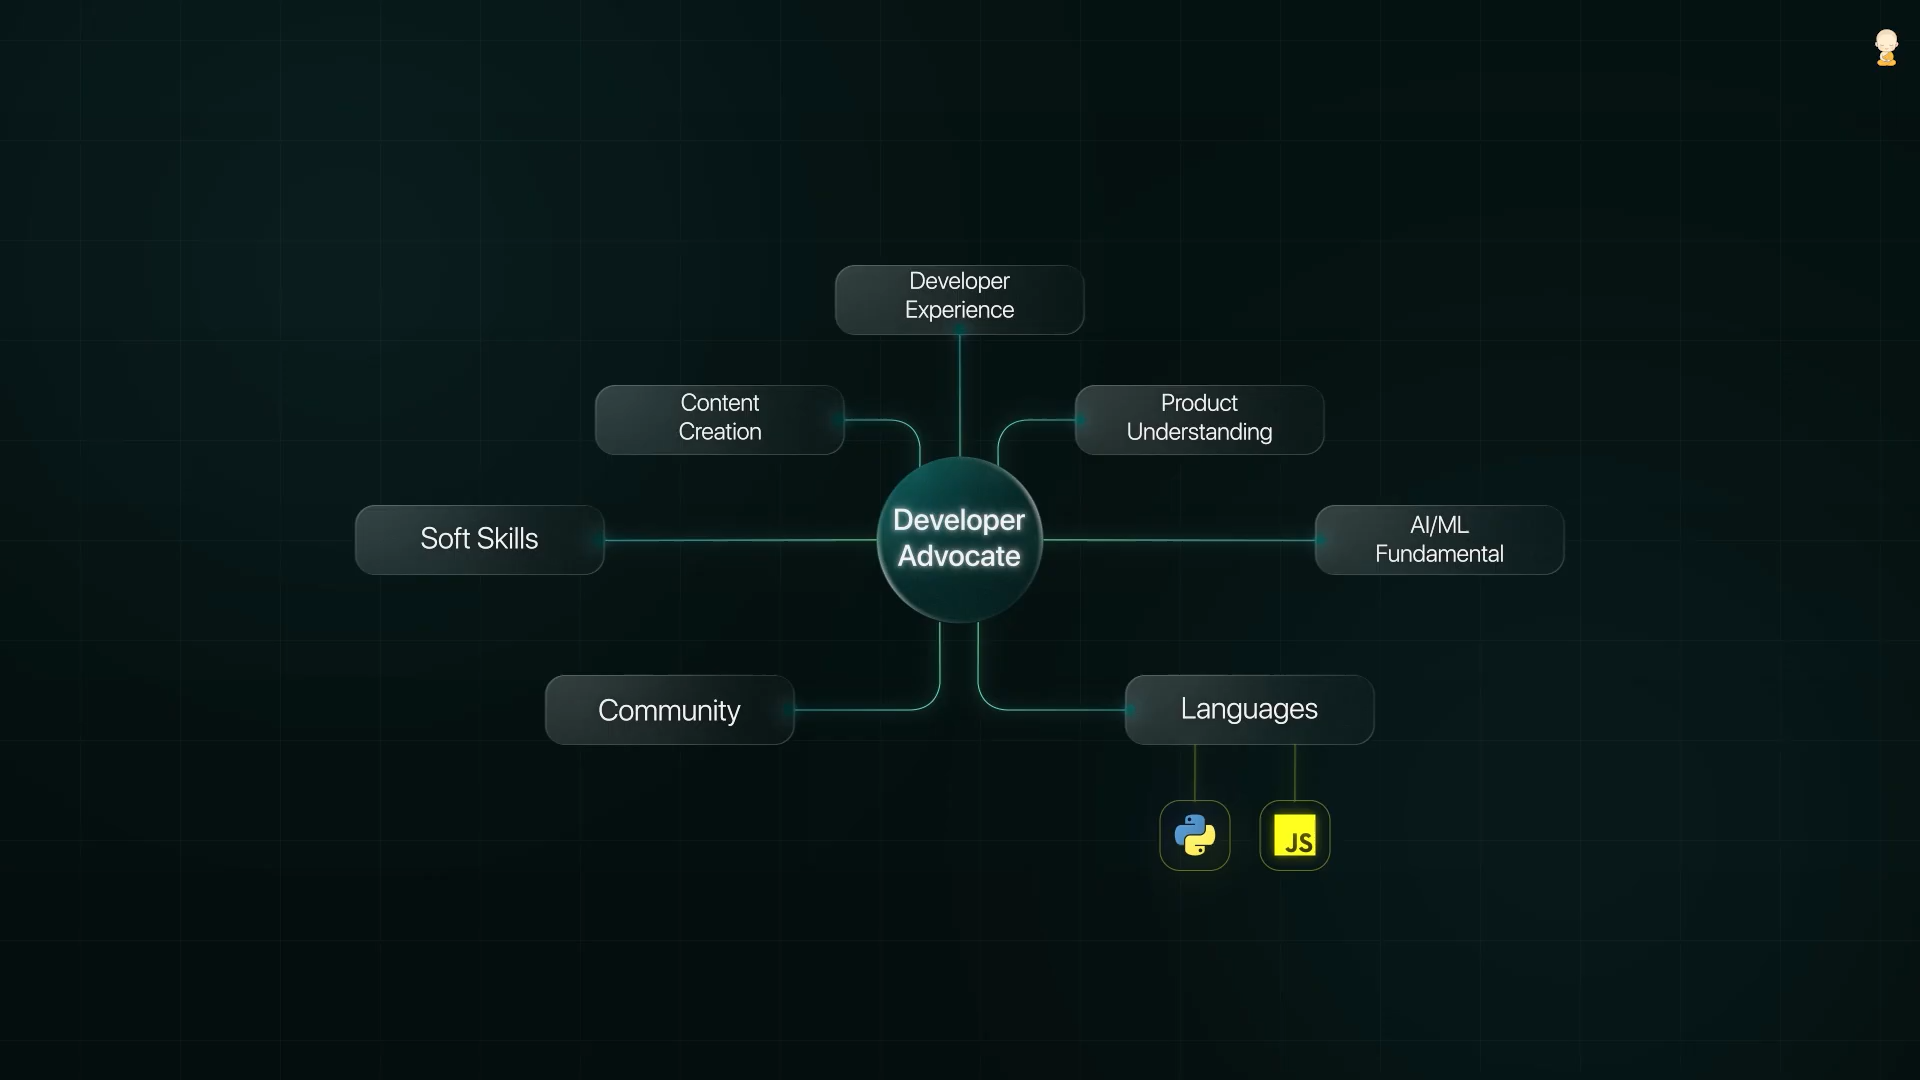 Developer
Experience
Content
Creation
Product
Understanding
Developer
Advocate
Soft Skills
AI/ML
Fundamental
Community
Languages
JS